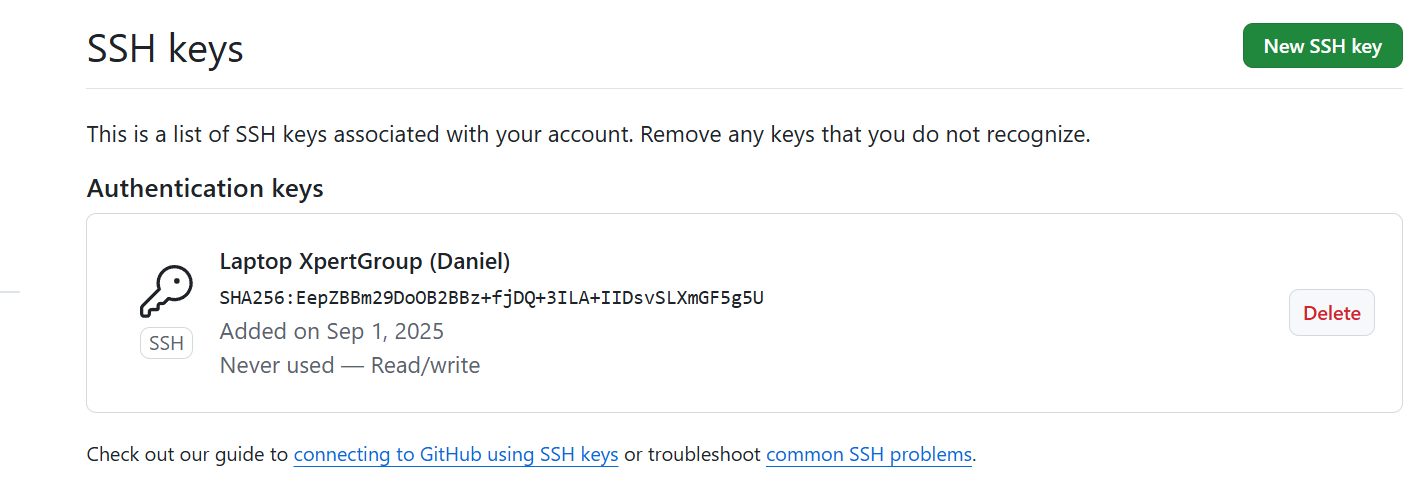 SSH keys
New SSH key
This is a list of SSH keys associated with your account. Remove any keys that you do not recognize.
Authentication keys
Laptop XpertGroup (Daniel)
SHA256:EepZBBm29DoOB2BBz+fjDQ+3ILA+IIDsvSLXmGF5g5U
SSH
Added on Sep 1, 2025
Never used — Read/write
Delete
Check out our guide to connecting to GitHub using SSH keys or troubleshoot common SSH problems.